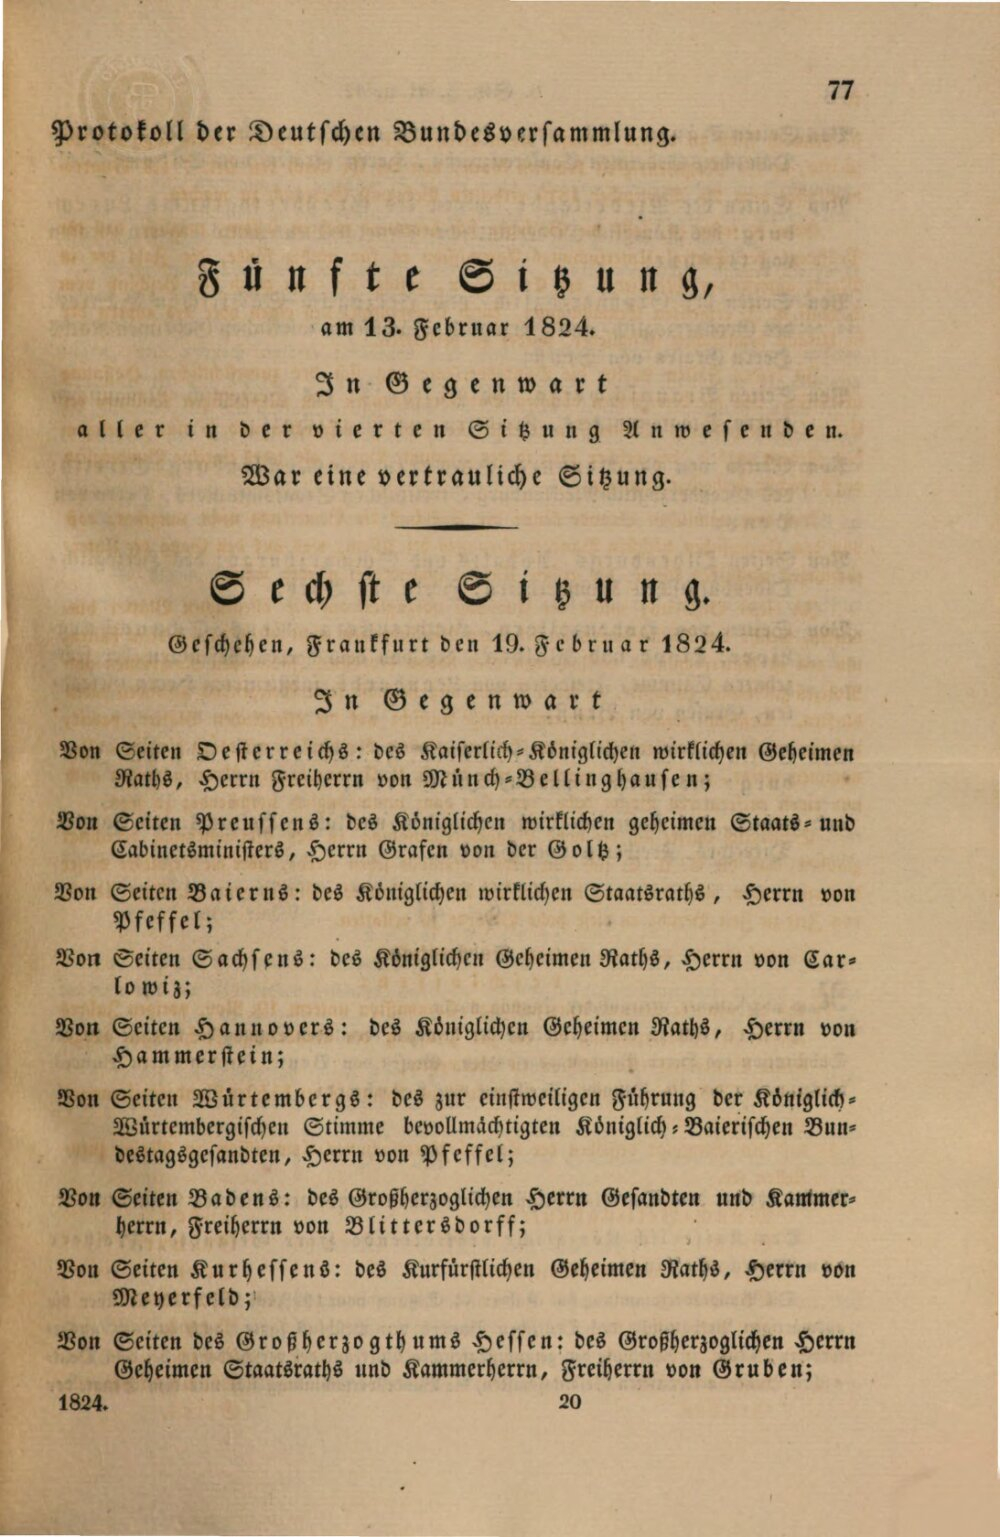 77
Protokoll der Deutschen Bundesversammlung.
Fünfte Sitzung,
am 13. Februar 1824.
In Gegenwart
aller in der vierten Sitzung Anwesenden.
War eine vertrauliche Sitzung.
Sechste Sitzung.
Geschehen, Frankfurt den 19. Februar 1824.
In Gegenwart
Von Seiten Oesterreichs: des Kaiserlich-Königlichen wirklichen Geheimen
Raths, Herrn Freiherrn von Münch-Bellinghausen;
Von Seiten Preussens: des Königlichen wirklichen geheimen Staats- und
Cabinetsministers, Herrn Grafen von der Goltz;
Von Seiten Baierns: des Königlichen wirklichen Staatsraths, Herrn von
Pfeffel;
Von Seiten Sachsens: des Königlichen Geheimen Raths, Herrn von Car-
lowiz;
Von Seiten Hannovers: des Königlichen Geheimen Raths, Herrn von
Hammerstein;
Von Seiten Würtembergs: des zur einstweiligen Führung der Königlich-
Würtembergischen Stimme bevollmächtigten Königlich-Baierischen Bun-
destagsgesandten, Herrn von Pfeffel;
Von Seiten Badens: des Großherzoglichen Herrn Gesandten und Kammer-
herrn, Freiherrn von Blittersdorff;
Von Seiten Kurhessens: des Kurfürstlichen Geheimen Raths, Herrn von
Meyerfeld;
Von Seiten des Großherzogthums Hessen: des Großherzoglichen Herrn
Geheimen Staatsraths und Kammerherrn, Freiherrn von Gruben;
1824. 20